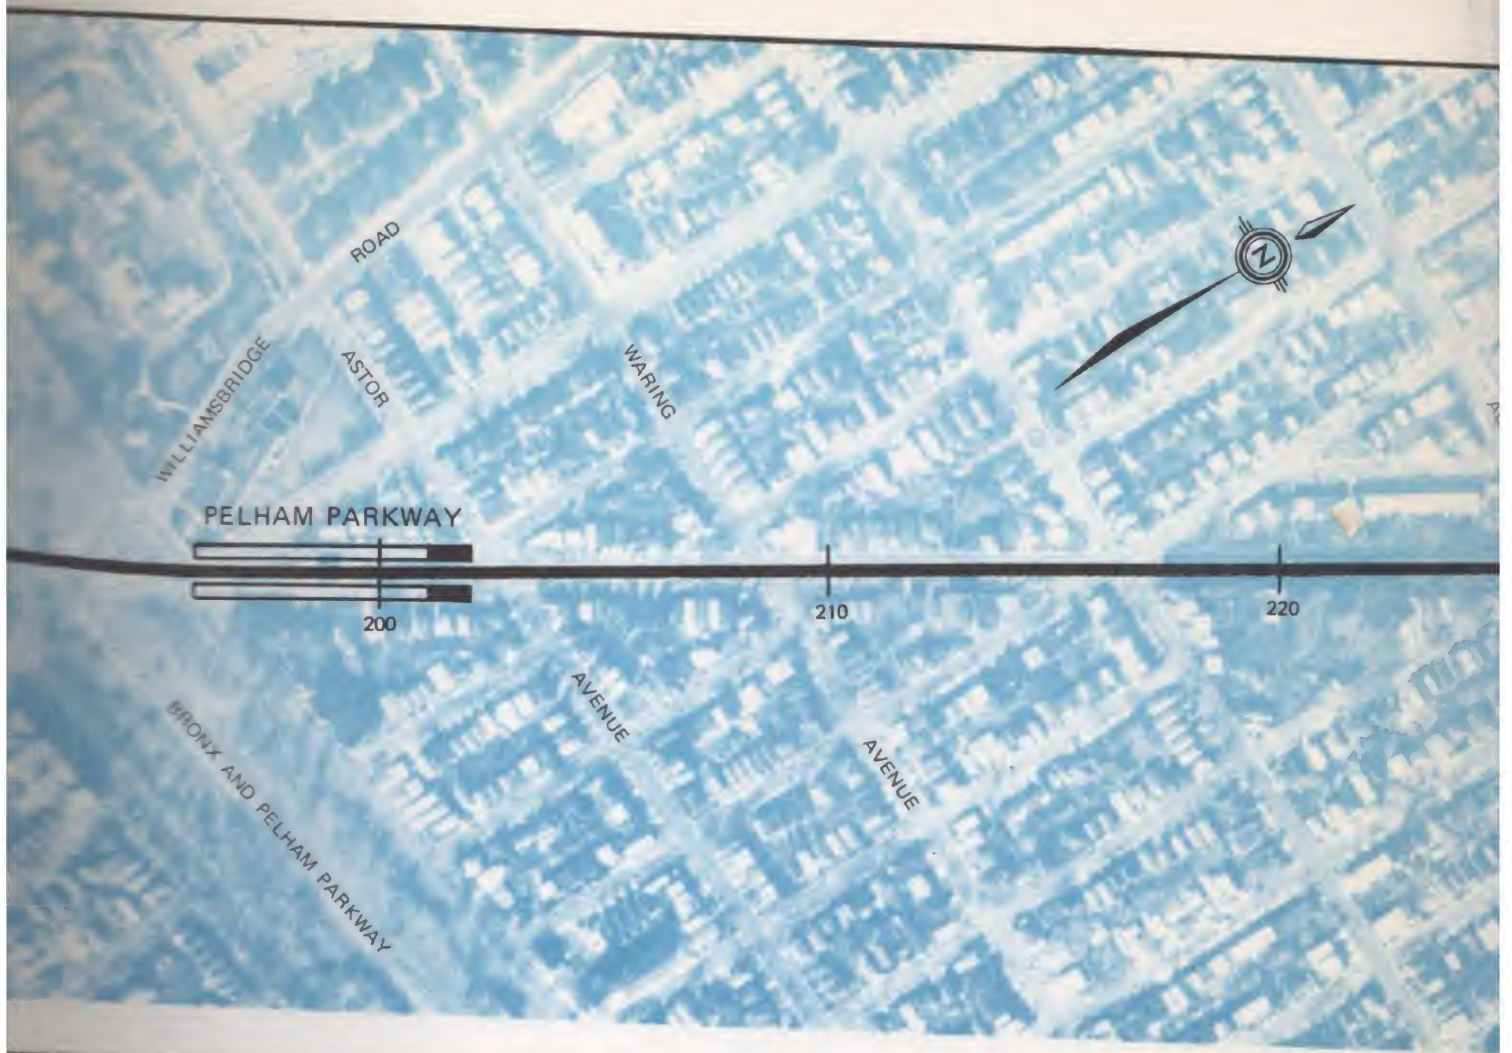 ROAD
WILLIAMSBRIDGE
ASTOR
WARING
N
PELHAM PARKWAY
200
210
220
AVENUE
AVENUE
BRONX AND PELHAM PARKWAY